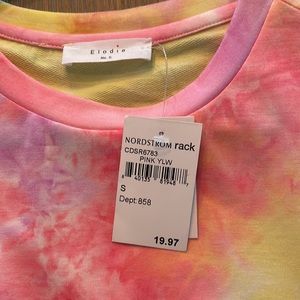 Elodie
NORDSTROM rack
CDSR6783
PINK YLW
S
Dept:858
19.97